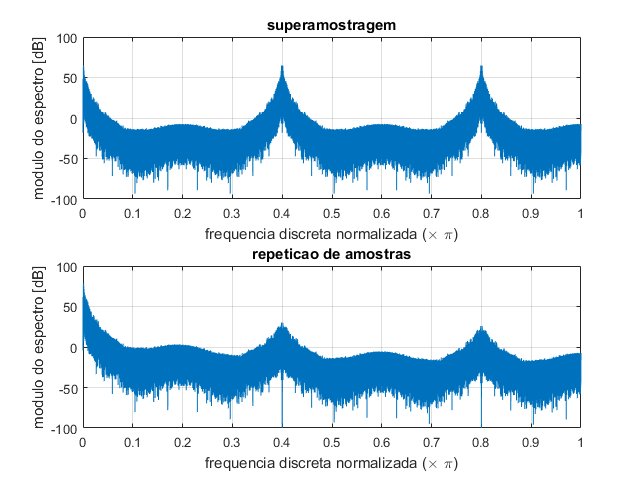 superamostragem
100
50
0
-50
-100
modulo do espectro [dB]
0 0.1 0.2 0.3 0.4 0.5 0.6 0.7 0.8 0.9 1
frequencia discreta normalizada (× π)
repeticao de amostras
100
50
0
-50
-100
modulo do espectro [dB]
0 0.1 0.2 0.3 0.4 0.5 0.6 0.7 0.8 0.9 1
frequencia discreta normalizada (× π)